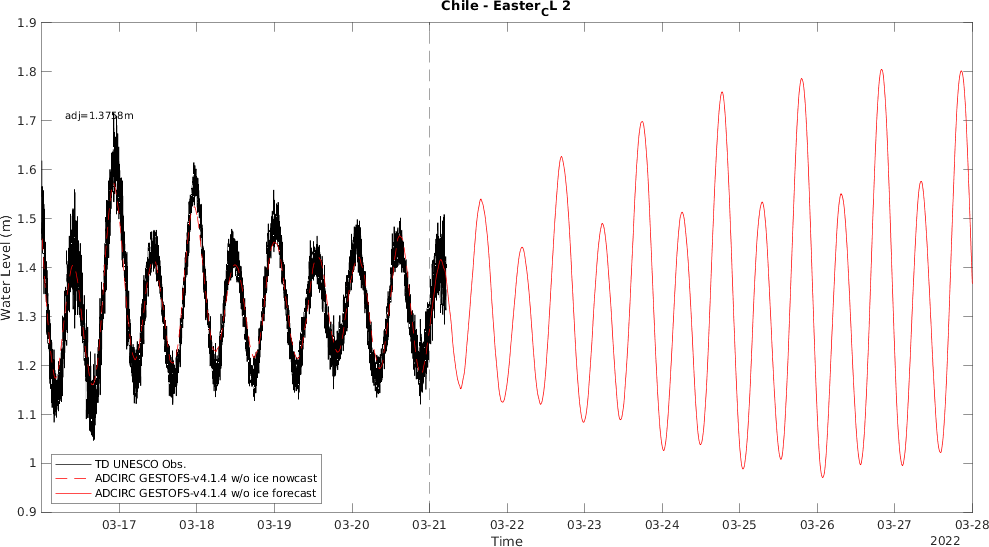 Chile - Easter_CL 2
1.9
1.8
1.7
1.6
1.5
1.4
1.3
1.2
1.1
1
0.9
Water Level (m)
adj=1.3758m
TD UNESCO Obs.
ADCIRC GESTOFS-v4.1.4 w/o ice nowcast
ADCIRC GESTOFS-v4.1.4 w/o ice forecast
03-17 03-18 03-19 03-20 03-21 03-22 03-23 03-24 03-25 03-26 03-27 03-28
Time
2022